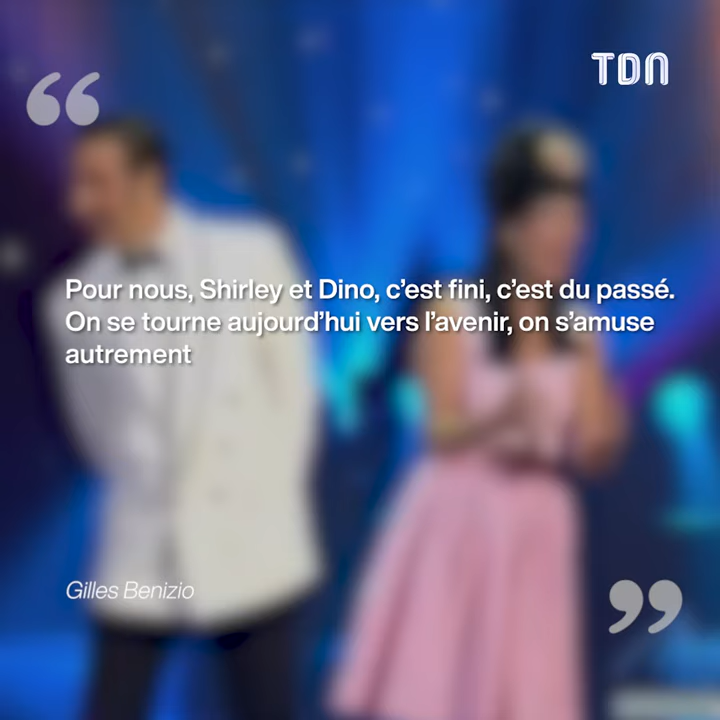 TDN
“
Pour nous, Shirley et Dino, c’est fini, c’est du passé.
On se tourne aujourd’hui vers l’avenir, on s’amuse
autrement
Gilles Benizio
”